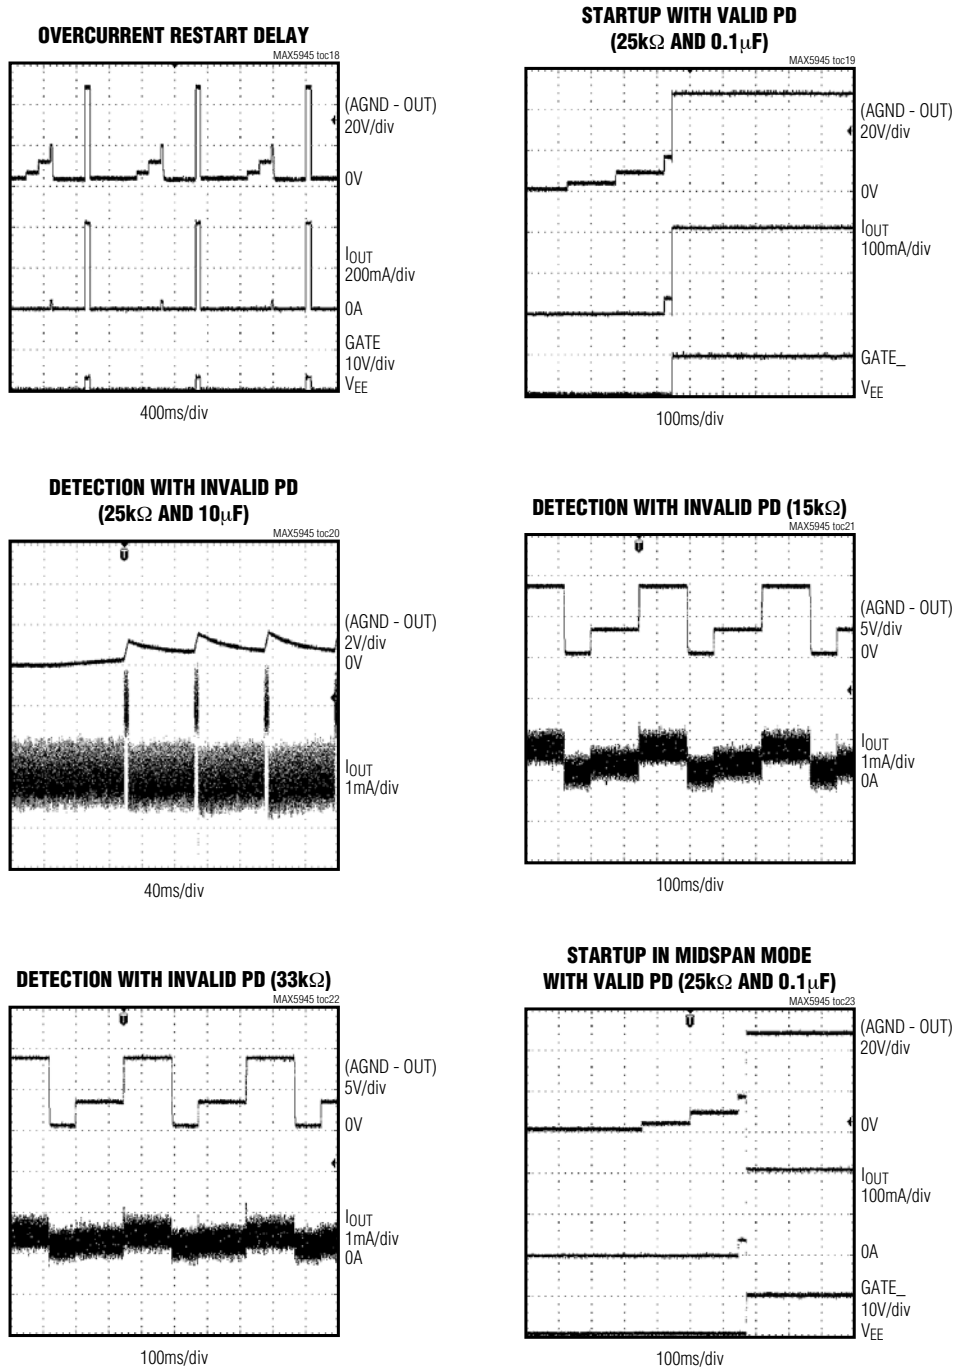 OVERCURRENT RESTART DELAY
MAX5945 toc18
(AGND - OUT)
20V/div
0V
IOUT
200mA/div
0A
GATE
10V/div
VEE
400ms/div
STARTUP WITH VALID PD
(25kΩ AND 0.1μF)
MAX5945 toc19
(AGND - OUT)
20V/div
0V
IOUT
100mA/div
GATE_
VEE
100ms/div
DETECTION WITH INVALID PD
(25kΩ AND 10μF)
MAX5945 toc20
(AGND - OUT)
2V/div
0V
IOUT
1mA/div
40ms/div
DETECTION WITH INVALID PD (15kΩ)
MAX5945 toc21
(AGND - OUT)
5V/div
0V
IOUT
1mA/div
0A
100ms/div
DETECTION WITH INVALID PD (33kΩ)
MAX5945 toc22
(AGND - OUT)
5V/div
0V
IOUT
1mA/div
0A
100ms/div
STARTUP IN MIDSPAN MODE
WITH VALID PD (25kΩ AND 0.1μF)
MAX5945 toc23
(AGND - OUT)
20V/div
0V
IOUT
100mA/div
0A
GATE_
10V/div
VEE
100ms/div